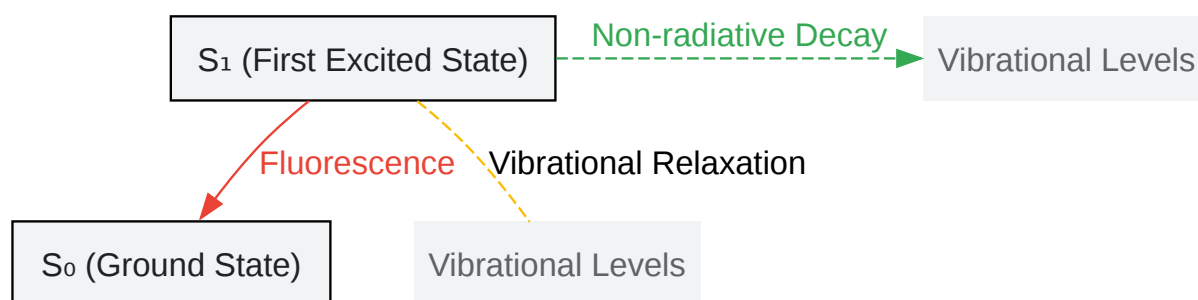 Non-radiative Decay
S₁ (First Excited State)
Vibrational Levels
Fluorescence
Vibrational Relaxation
S₀ (Ground State)
Vibrational Levels